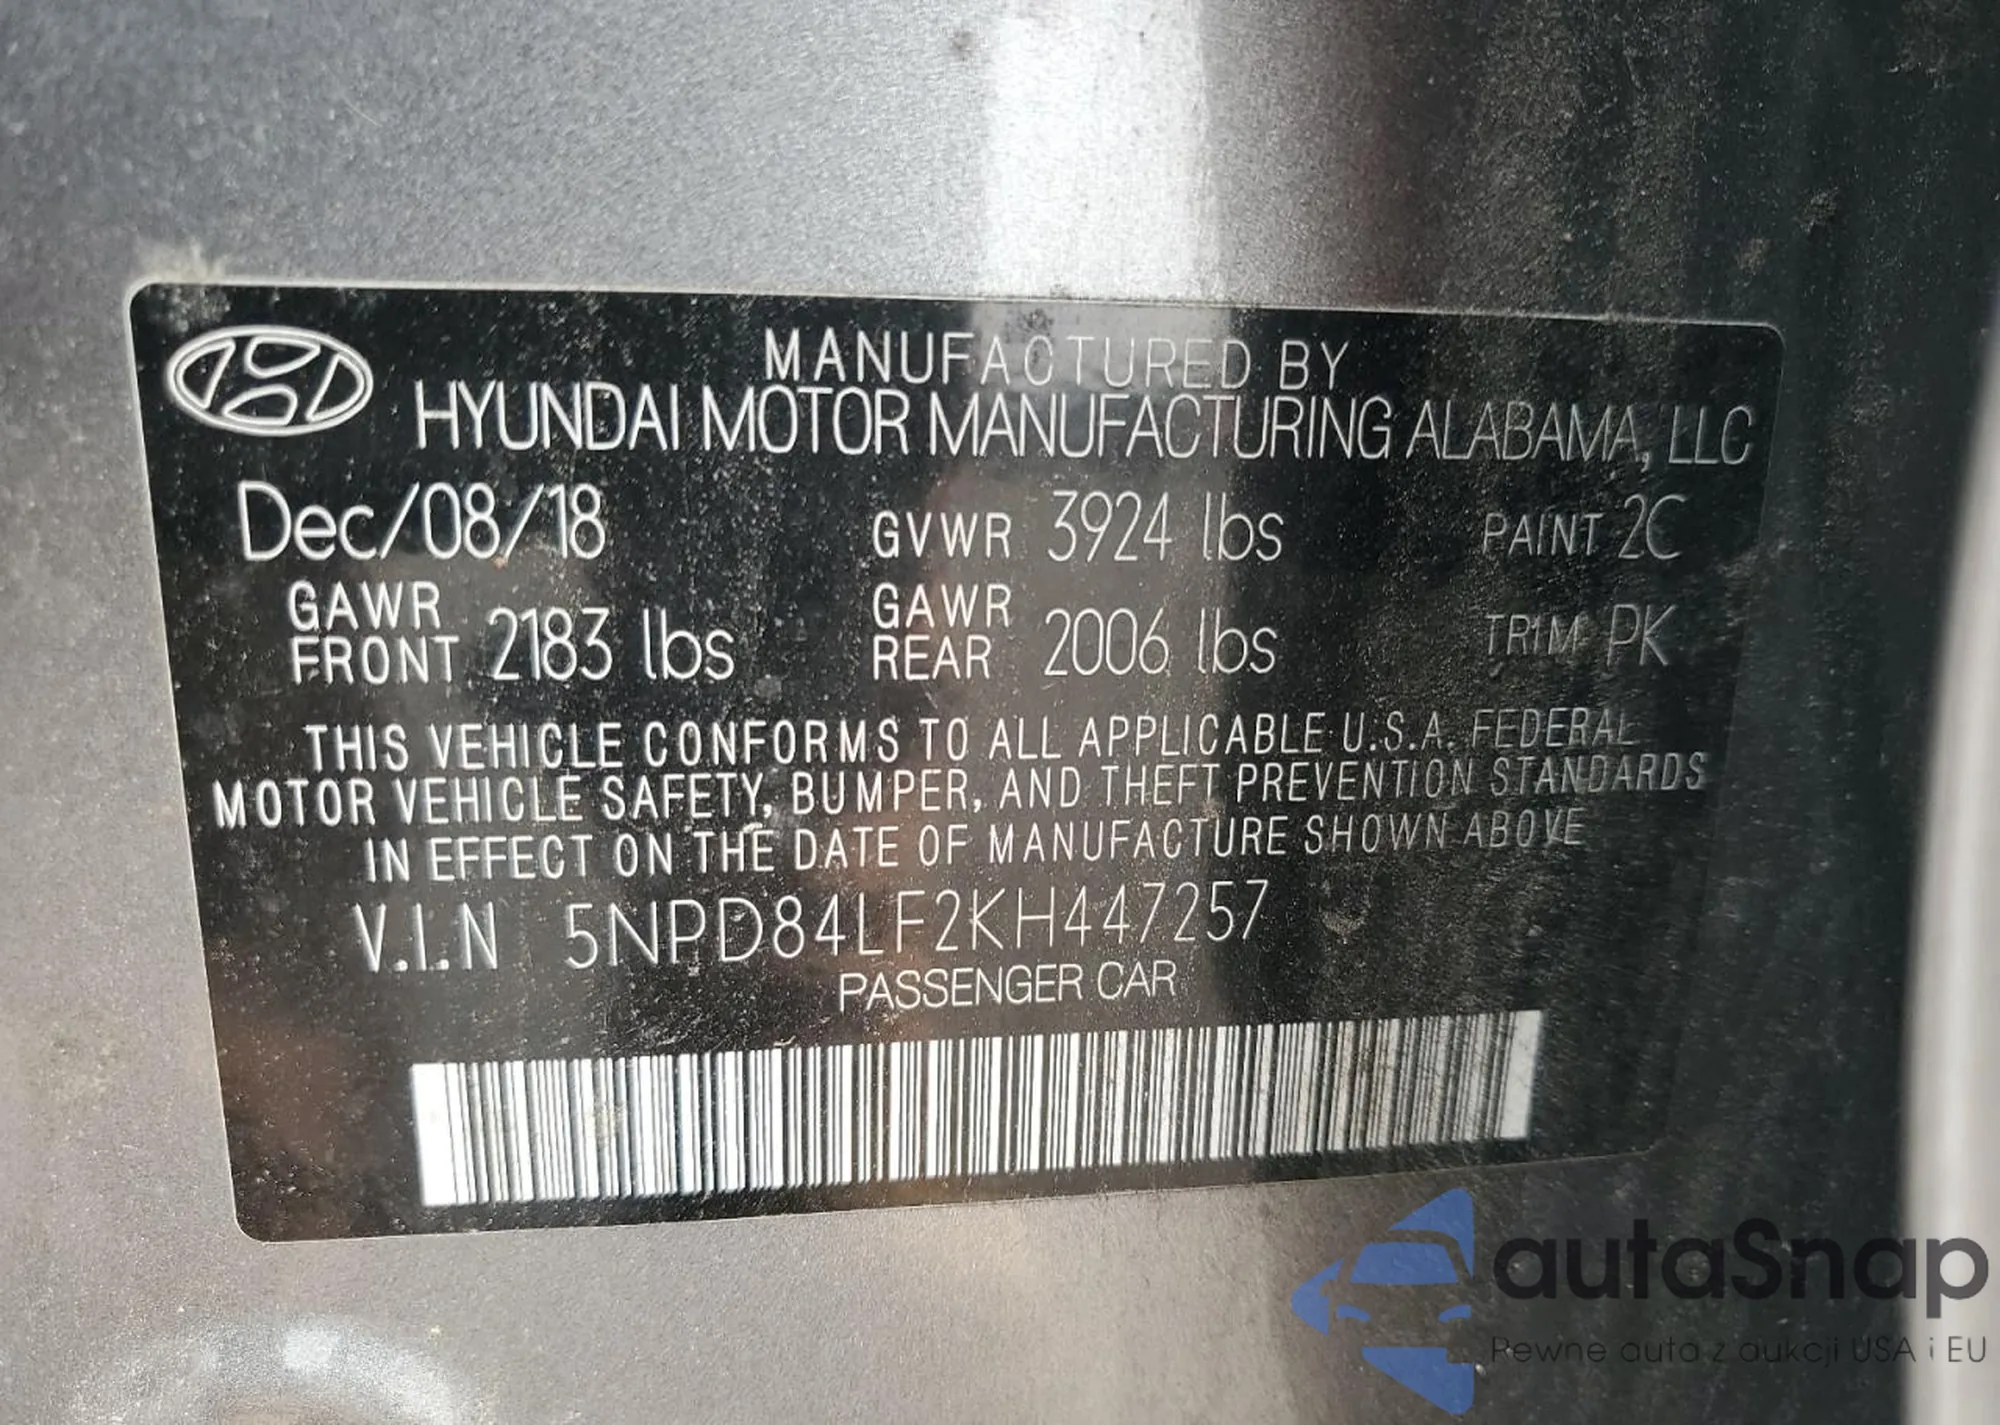 MANUFACTURED BY
HYUNDAI MOTOR MANUFACTURING ALABAMA, LLC
Dec/08/18 GVWR 3924 lbs PAINT 2C
GAWR FRONT 2183 lbs GAWR REAR 2006 lbs TRIM PK
THIS VEHICLE CONFORMS TO ALL APPLICABLE U.S.A. FEDERAL
MOTOR VEHICLE SAFETY, BUMPER, AND THEFT PREVENTION STANDARDS
IN EFFECT ON THE DATE OF MANUFACTURE SHOWN ABOVE
V.I.N 5NPD84LF2KH447257
PASSENGER CAR
autaSnap
Pewne auta z aukcji USA i EU